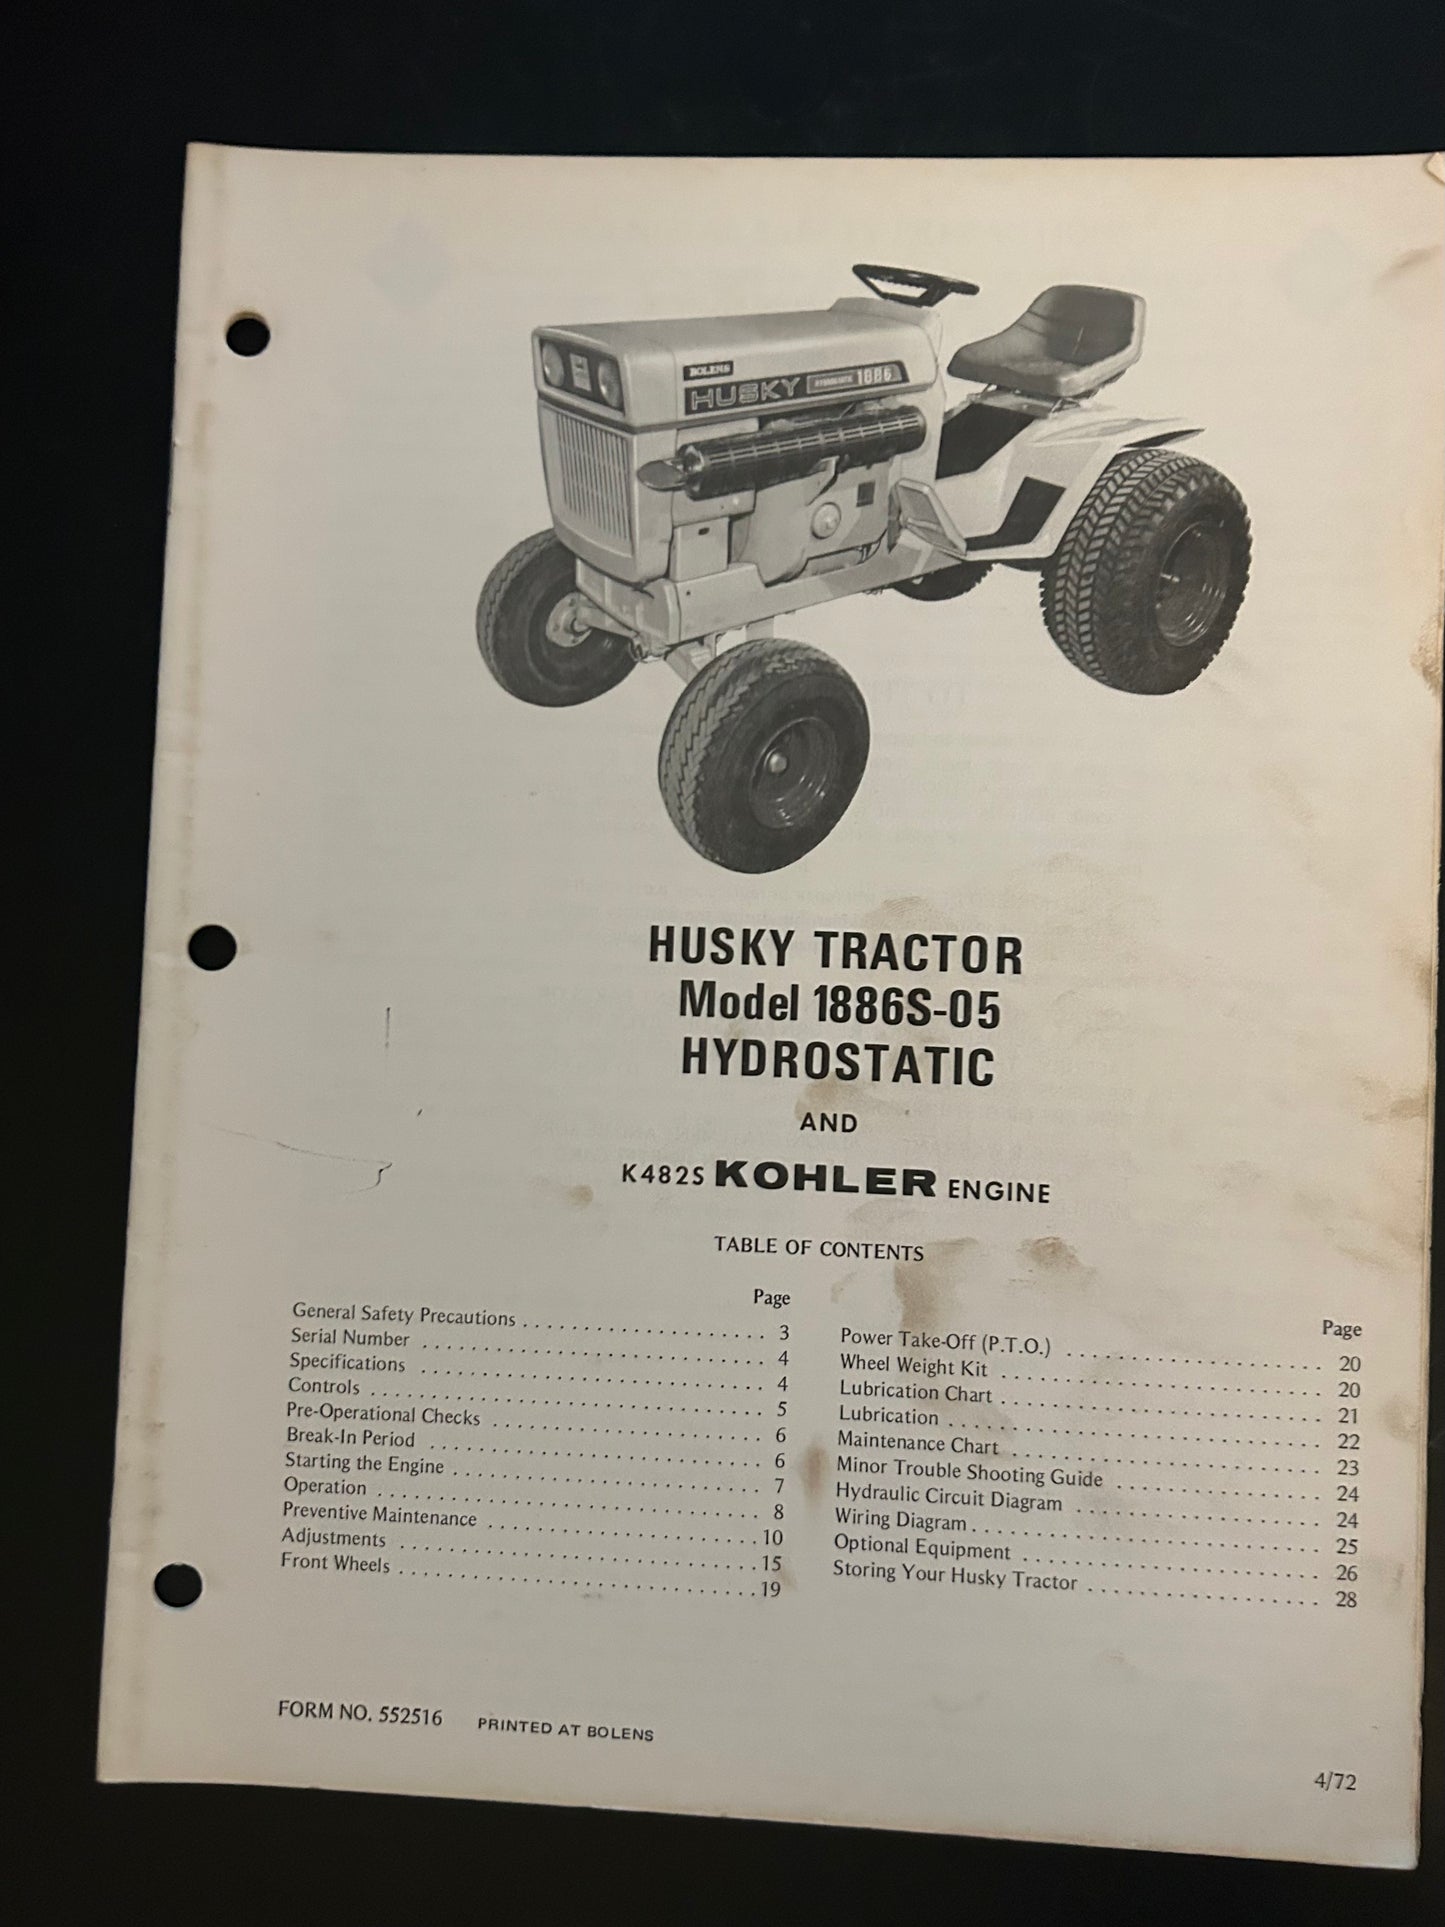 BOLENS
HUSKY HYDROSTATIC 1886
HUSKY TRACTOR
Model 1886S-05
HYDROSTATIC
AND
K482S KOHLER ENGINE
TABLE OF CONTENTS
Page
General Safety Precautions . . . . . . . . . . . . . . . . . . . . 3
Serial Number . . . . . . . . . . . . . . . . . . . . . . . . . . . . 4
Specifications . . . . . . . . . . . . . . . . . . . . . . . . . . . . 4
Controls . . . . . . . . . . . . . . . . . . . . . . . . . . . . . . . . 5
Pre-Operational Checks . . . . . . . . . . . . . . . . . . . . . . 6
Break-In Period . . . . . . . . . . . . . . . . . . . . . . . . . . . 6
Starting the Engine . . . . . . . . . . . . . . . . . . . . . . . . . 7
Operation . . . . . . . . . . . . . . . . . . . . . . . . . . . . . . . 8
Preventive Maintenance . . . . . . . . . . . . . . . . . . . . . . 10
Adjustments . . . . . . . . . . . . . . . . . . . . . . . . . . . . . 15
Front Wheels . . . . . . . . . . . . . . . . . . . . . . . . . . . . . 19
Page
Power Take-Off (P.T.O.) . . . . . . . . . . . . . . . . . . . . . 20
Wheel Weight Kit . . . . . . . . . . . . . . . . . . . . . . . . . . 20
Lubrication Chart . . . . . . . . . . . . . . . . . . . . . . . . . . 21
Lubrication . . . . . . . . . . . . . . . . . . . . . . . . . . . . . . 22
Maintenance Chart . . . . . . . . . . . . . . . . . . . . . . . . . 23
Minor Trouble Shooting Guide . . . . . . . . . . . . . . . . . 24
Hydraulic Circuit Diagram . . . . . . . . . . . . . . . . . . . . 24
Wiring Diagram . . . . . . . . . . . . . . . . . . . . . . . . . . . . 25
Optional Equipment . . . . . . . . . . . . . . . . . . . . . . . . 26
Storing Your Husky Tractor . . . . . . . . . . . . . . . . . . . 28
FORM NO. 552516 PRINTED AT BOLENS
4/72